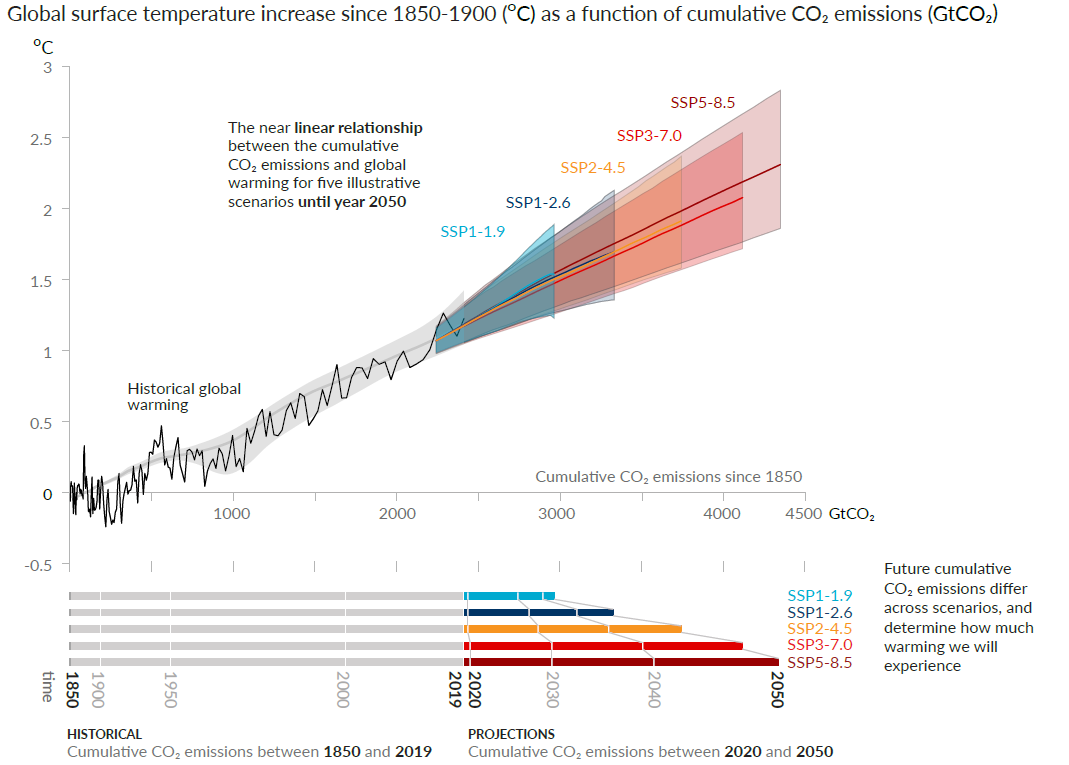 Global surface temperature increase since 1850-1900 (°C) as a function of cumulative CO₂ emissions (GtCO₂)
°C
3
2.5
2
1.5
1
0.5
0
-0.5
The near linear relationship
between the cumulative
CO₂ emissions and global
warming for five illustrative
scenarios until year 2050
SSP5-8.5
SSP3-7.0
SSP2-4.5
SSP1-2.6
SSP1-1.9
Historical global
warming
Cumulative CO₂ emissions since 1850
1000
2000
3000
4000
4500 GtCO₂
SSP1-1.9
SSP1-2.6
SSP2-4.5
SSP3-7.0
SSP5-8.5
Future cumulative
CO₂ emissions differ
across scenarios, and
determine how much
warming we will
experience
time
1850
1900
1950
2000
2019
2020
2030
2040
2050
HISTORICAL
Cumulative CO₂ emissions between 1850 and 2019
PROJECTIONS
Cumulative CO₂ emissions between 2020 and 2050